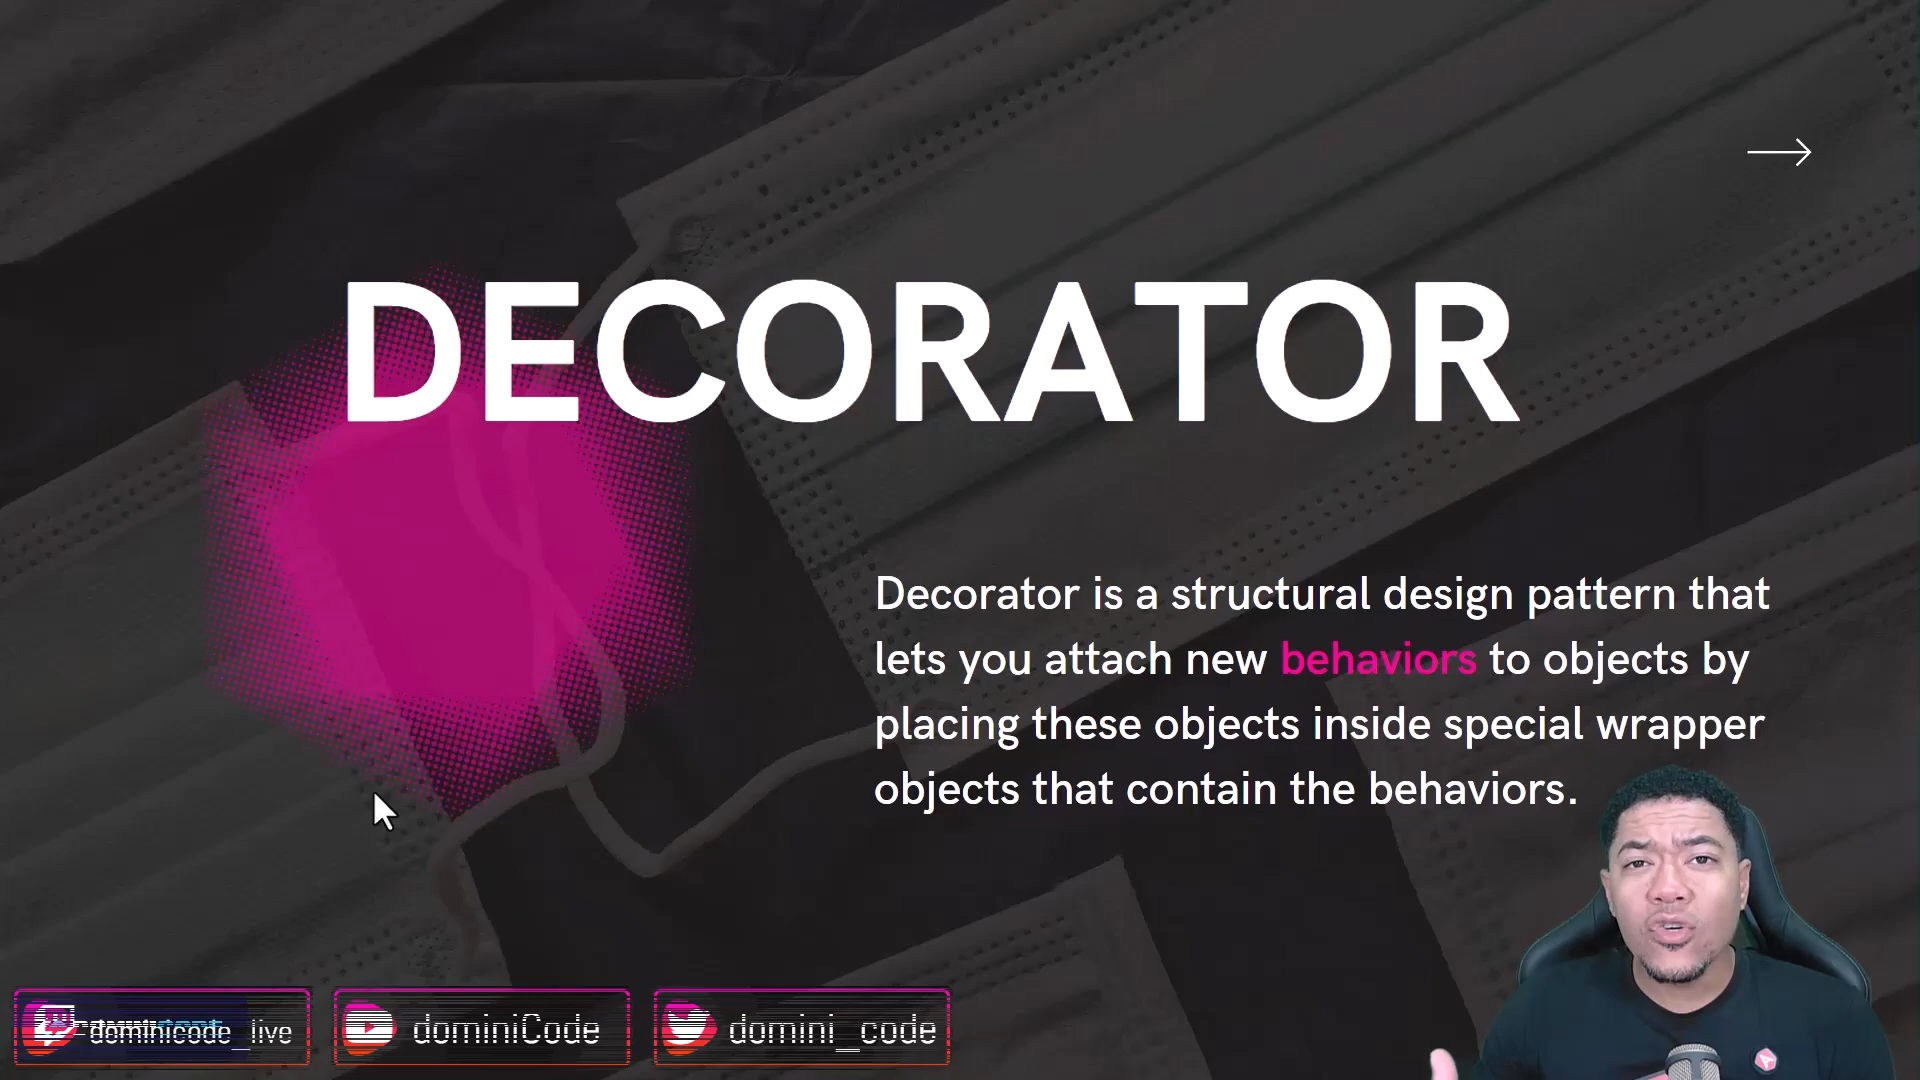 DECORATOR
Decorator is a structural design pattern that
lets you attach new behaviors to objects by
placing these objects inside special wrapper
objects that contain the behaviors.
dominicode_live
dominiCode
domini_code